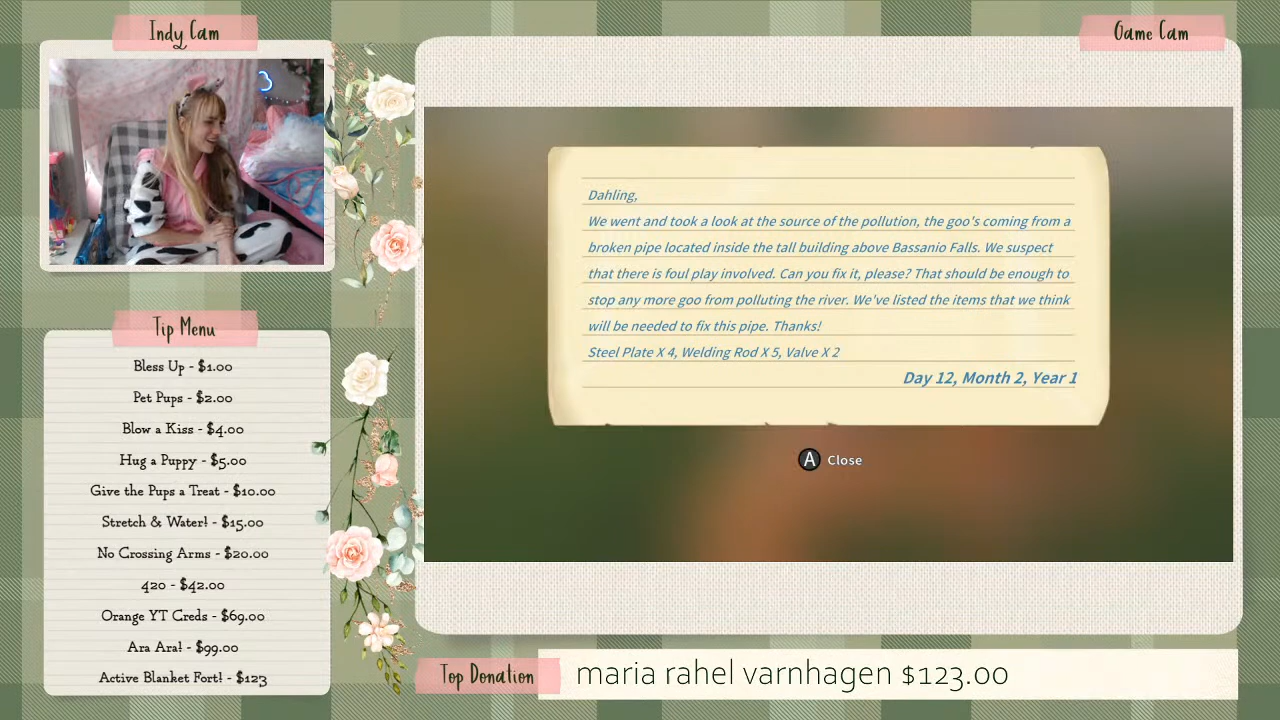 Indy Cam
Game Cam
Dahling,
We went and took a look at the source of the pollution, the goo's coming from a
broken pipe located inside the tall building above Bassanio Falls. We suspect
that there is foul play involved. Can you fix it, please? That should be enough to
stop any more goo from polluting the river. We've listed the items that we think
will be needed to fix this pipe. Thanks!
Steel Plate X 4, Welding Rod X 5, Valve X 2
Day 12, Month 2, Year 1
A Close
Tip Menu
Bless Up - $1.00
Pet Pups - $2.00
Blow a Kiss - $4.00
Hug a Puppy - $5.00
Give the Pups a Treat - $10.00
Stretch & Water! - $15.00
No Crossing Arms - $20.00
420 - $42.00
Orange YT Creds - $69.00
Ara Ara! - $99.00
Active Blanket Fort! - $123
Top Donation
maria rahel varnhagen $123.00